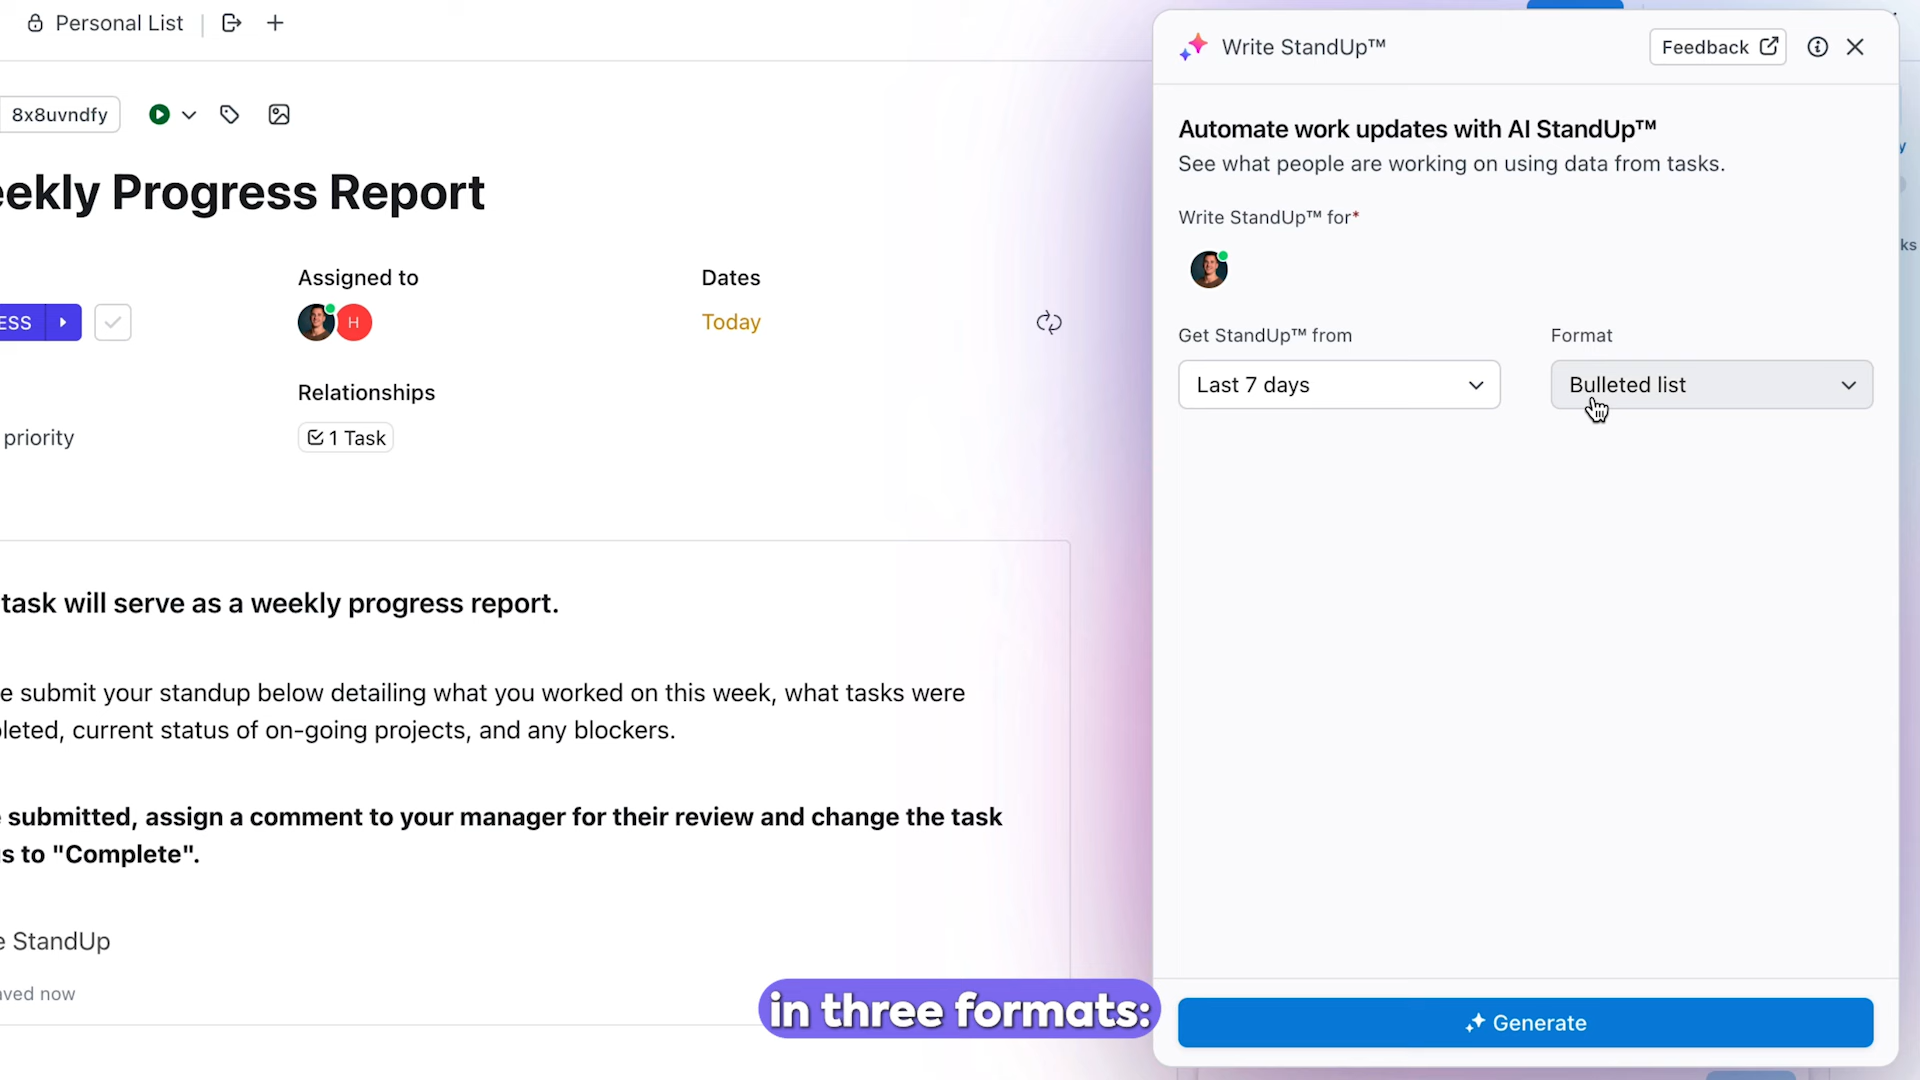 Personal List
8x8uvndfy
eekly Progress Report
Assigned to
Dates
ESS
H
Today
Relationships
priority
1 Task
task will serve as a weekly progress report.
e submit your standup below detailing what you worked on this week, what tasks were
leted, current status of on-going projects, and any blockers.
submitted, assign a comment to your manager for their review and change the task
s to "Complete".
e StandUp
aved now
in three formats:
Write StandUp™
Feedback
Automate work updates with AI StandUp™
See what people are working on using data from tasks.
Write StandUp™ for*
Get StandUp™ from
Format
Last 7 days
Bulleted list
Generate
y
ks